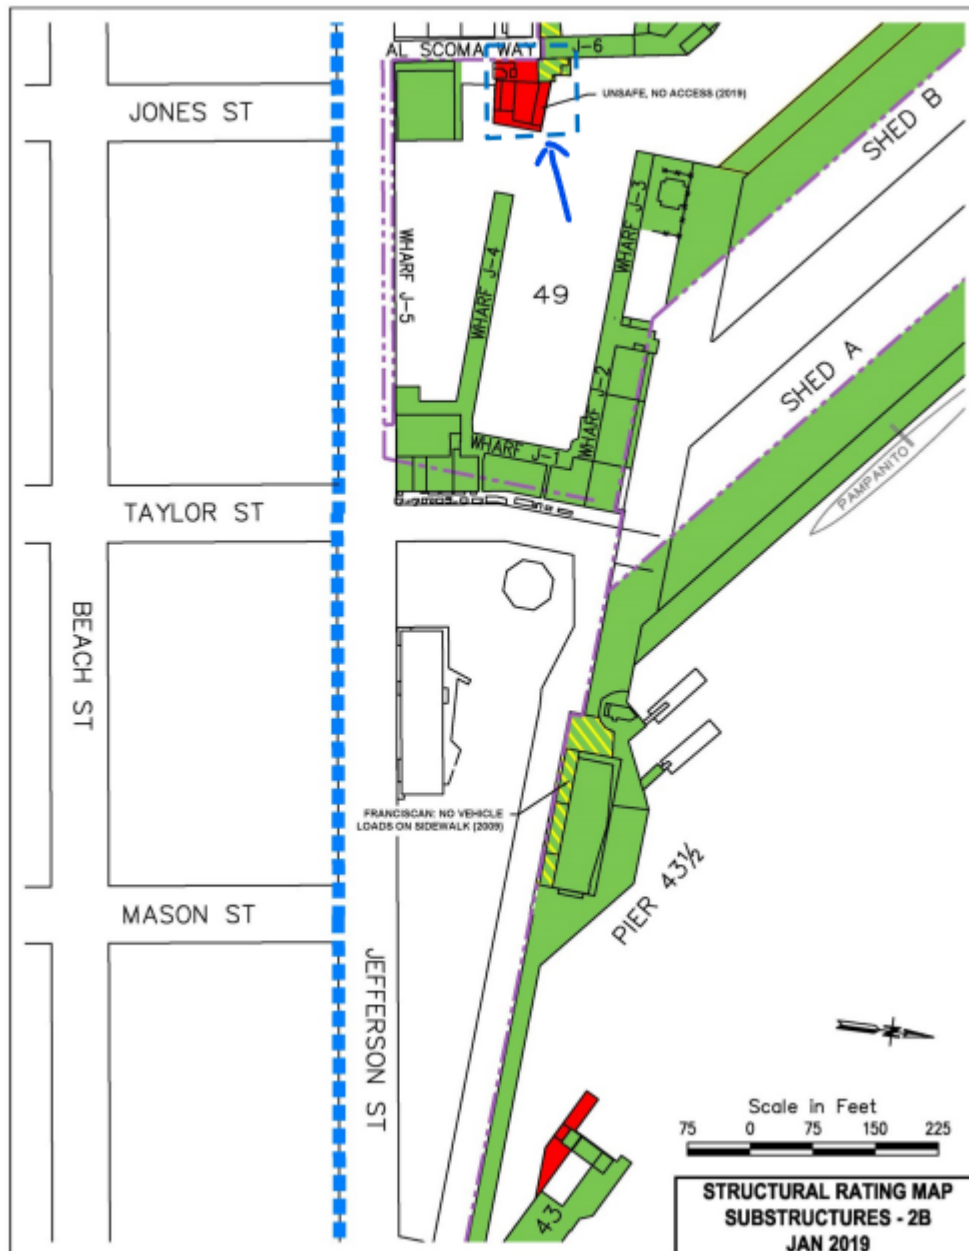 4
AL SCOMA WAY
J-6
JONES ST
UNSAFE, NO ACCESS (2019)
SHED B
WHARF J-3
WHARF J-5
WHARF J-4
49
SHED A
WHARF J-2
WHARF J-1
PAMPANITO
TAYLOR ST
BEACH ST
FRANCISCAN: NO VEHICLE
LOADS ON SIDEWALK (2009)
PIER 43½
MASON ST
JEFFERSON ST
N
Scale in Feet
75 0 75 150 225
43
STRUCTURAL RATING MAP
SUBSTRUCTURES - 2B
JAN 2019